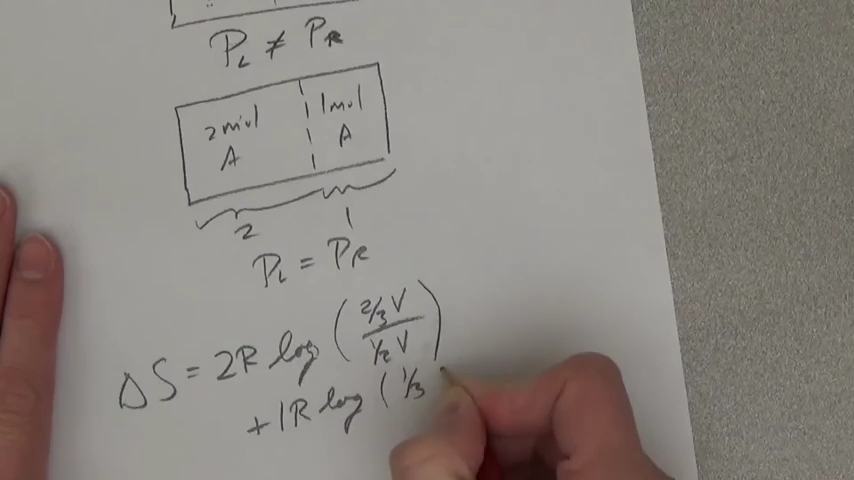 P_L ≠ P_R
2 mol 1 mol
A A
2 1
P_L = P_R
ΔS = 2R log ( 2/3 V / 1/2 V )
+ 1R log ( 1/3